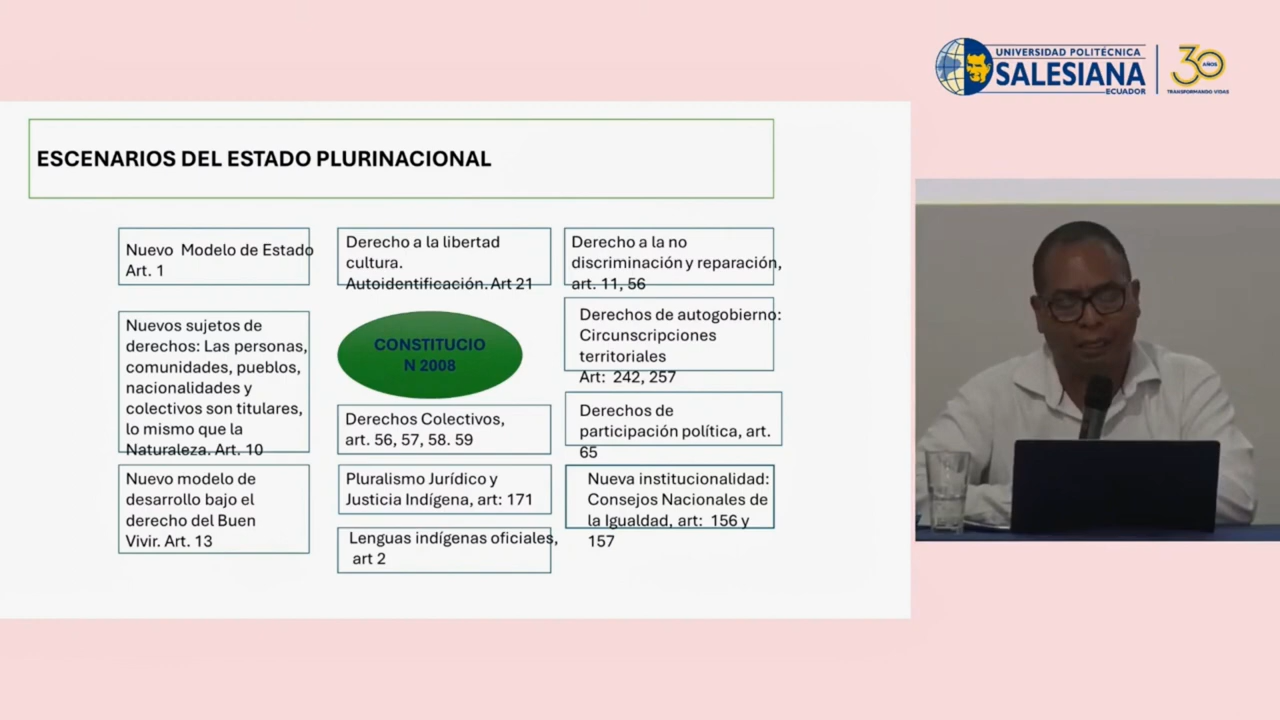 UNIVERSIDAD POLITÉCNICA
SALESIANA
ECUADOR
30
AÑOS
TRANSFORMANDO VIDAS
ESCENARIOS DEL ESTADO PLURINACIONAL
Nuevo Modelo de Estado
Art. 1
Nuevos sujetos de
derechos: Las personas,
comunidades, pueblos,
nacionalidades y
colectivos son titulares,
lo mismo que la
Naturaleza. Art. 10
Nuevo modelo de
desarrollo bajo el
derecho del Buen
Vivir. Art. 13
Derecho a la libertad
cultura.
Autoidentificación. Art 21
CONSTITUCIO
N 2008
Derechos Colectivos,
art. 56, 57, 58. 59
Pluralismo Jurídico y
Justicia Indígena, art: 171
Lenguas indígenas oficiales,
art 2
Derecho a la no
discriminación y reparación,
art. 11, 56
Derechos de autogobierno:
Circunscripciones
territoriales
Art: 242, 257
Derechos de
participación política, art.
65
Nueva institucionalidad:
Consejos Nacionales de
la Igualdad, art: 156 y
157